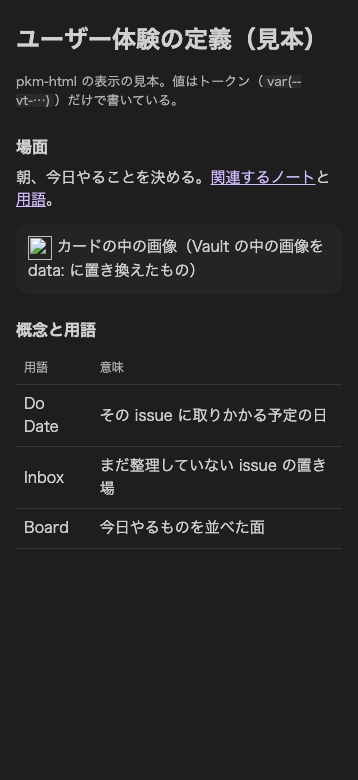 ユーザー体験の定義（見本）
pkm-html の表示の見本。値はトークン（ var(--
vt-…) ）だけで書いている。
場面
朝、今日やることを決める。関連するノートと
用語。
カードの中の画像（Vault の中の画像を
data: に置き換えたもの）
概念と用語
用語 意味
Do
Date
その issue に取りかかる予定の日
Inbox
まだ整理していない issue の置き
場
Board 今日やるものを並べた面